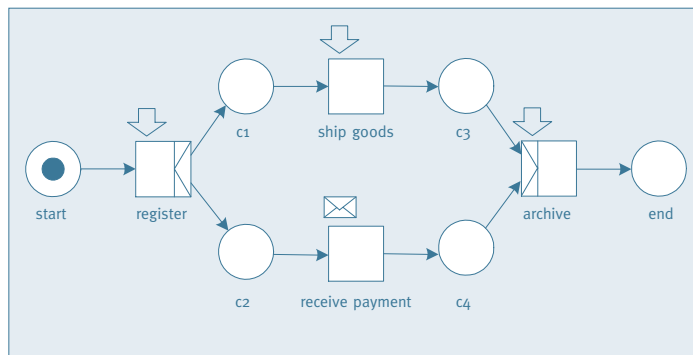 c1
ship goods
c3
start
register
archive
end
c2
receive payment
c4